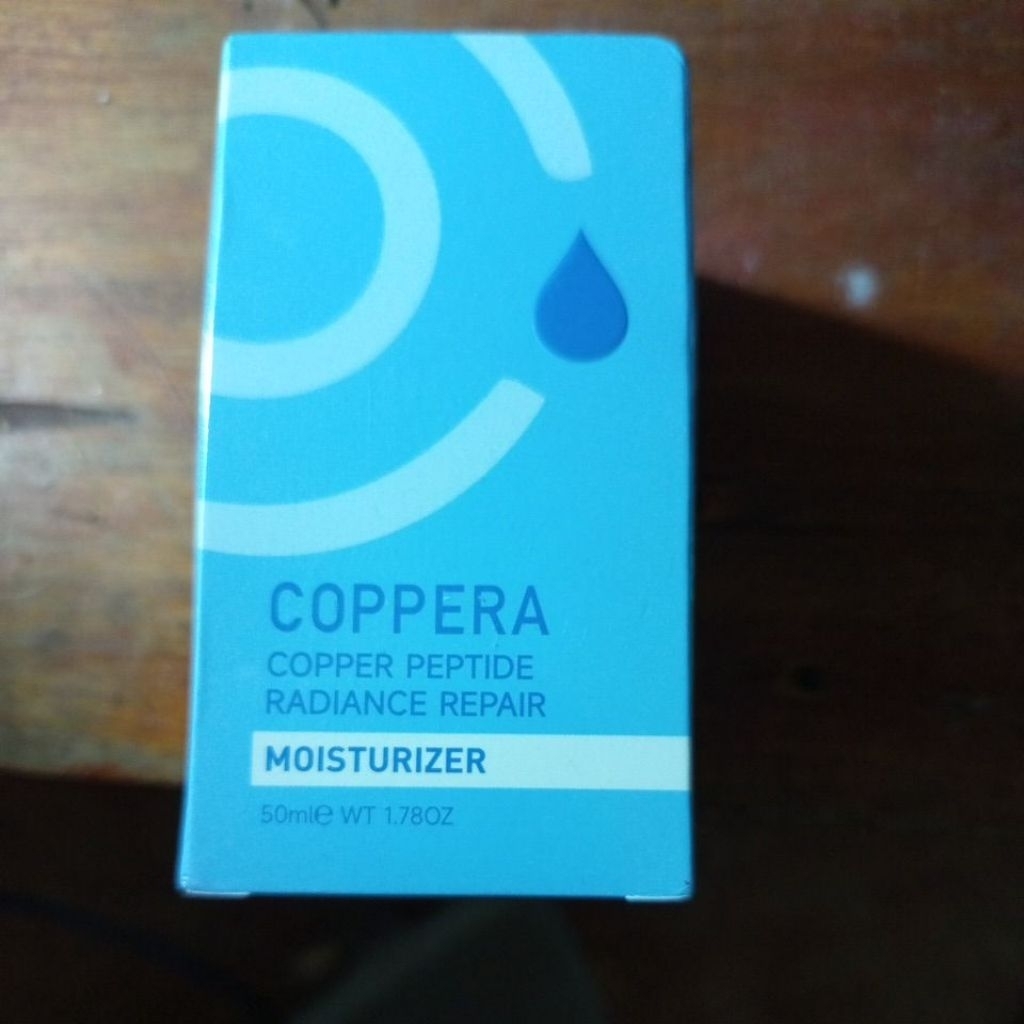 COPPERA
COPPER PEPTIDE
RADIANCE REPAIR
MOISTURIZER
50ml℮ WT 1.78OZ